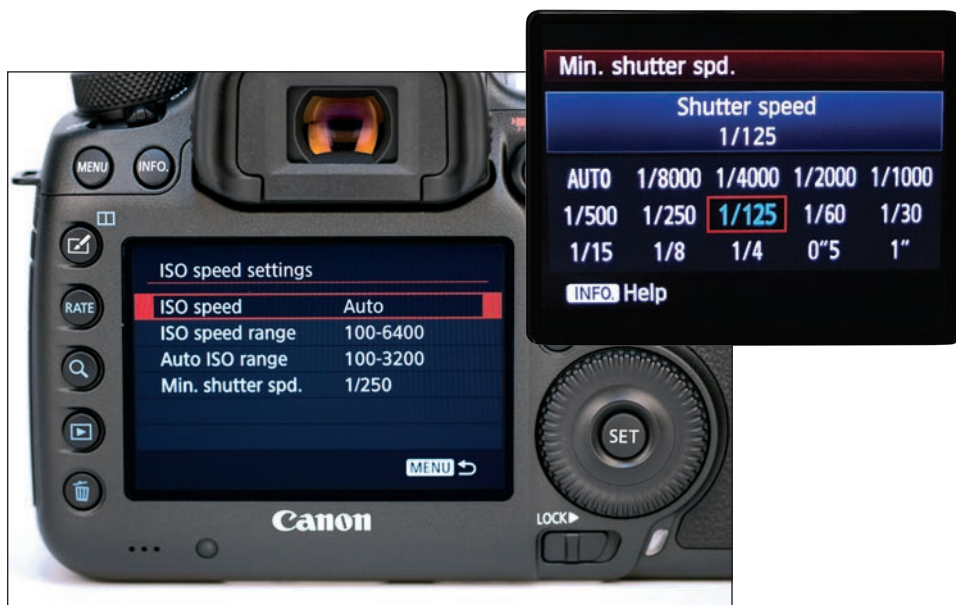 MENU
INFO.
RATE
ISO speed settings
ISO speed Auto
ISO speed range 100-6400
Auto ISO range 100-3200
Min. shutter spd. 1/250
MENU
Canon
SET
LOCK
Min. shutter spd.
Shutter speed
1/125
AUTO 1/8000 1/4000 1/2000 1/1000
1/500 1/250 1/125 1/60 1/30
1/15 1/8 1/4 0"5 1"
INFO. Help